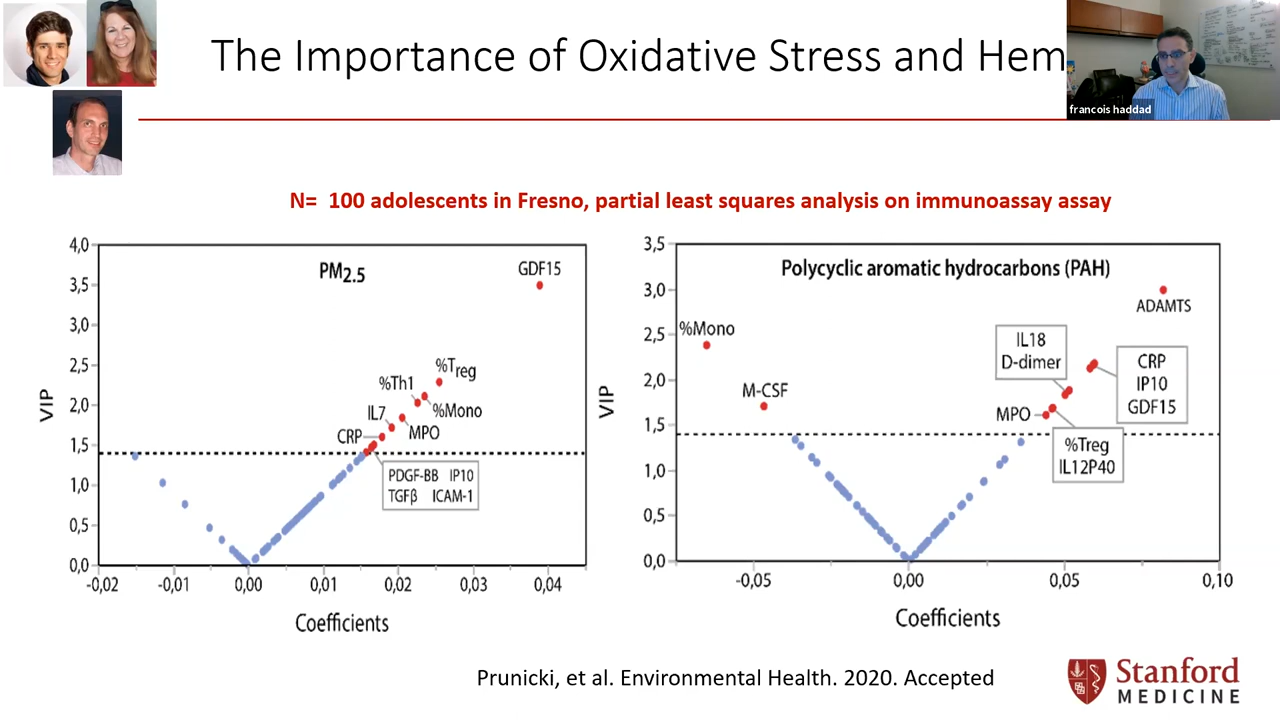 The Importance of Oxidative Stress and Hem
francois haddad
N= 100 adolescents in Fresno, partial least squares analysis on immunoassay assay
4,0
3,5
3,0
2,5
2,0
1,5
1,0
0,5
0,0
VIP
PM2.5
GDF15
%Treg
%Th1
%Mono
IL7
MPO
CRP
PDGF-BB IP10
TGFβ ICAM-1
-0,02 -0,01 0,00 0,01 0,02 0,03 0,04
Coefficients
3,5
3,0
2,5
2,0
1,5
1,0
0,5
0,0
VIP
Polycyclic aromatic hydrocarbons (PAH)
ADAMTS
%Mono
M-CSF
IL18
D-dimer
CRP
IP10
GDF15
MPO
%Treg
IL12P40
-0,05 0,00 0,05 0,10
Coefficients
Prunicki, et al. Environmental Health. 2020. Accepted
Stanford
MEDICINE